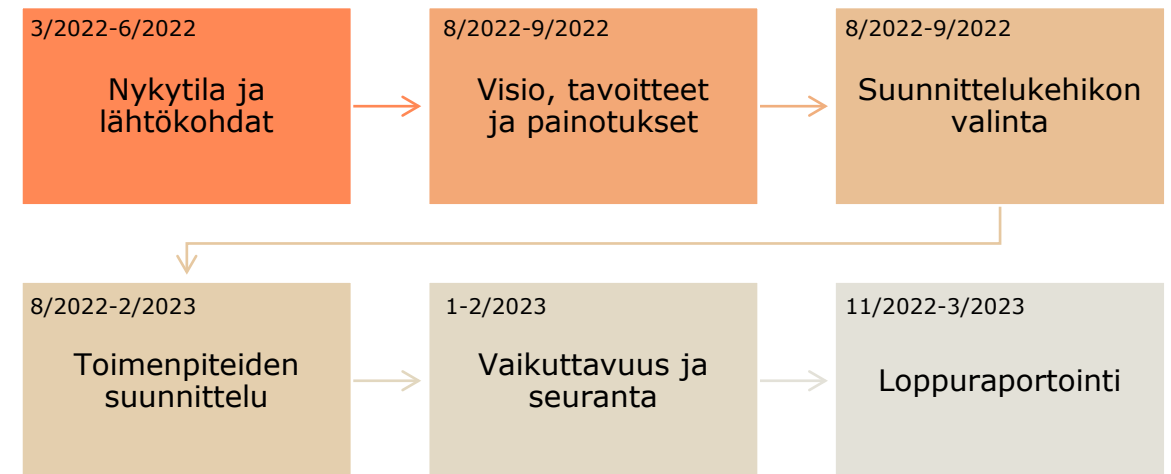 3/2022-6/2022
Nykytila ja
lähtökohdat
8/2022-9/2022
Visio, tavoitteet
ja painotukset
8/2022-9/2022
Suunnittelukehikon
valinta
8/2022-2/2023
Toimenpiteiden
suunnittelu
1-2/2023
Vaikuttavuus ja
seuranta
11/2022-3/2023
Loppuraportointi